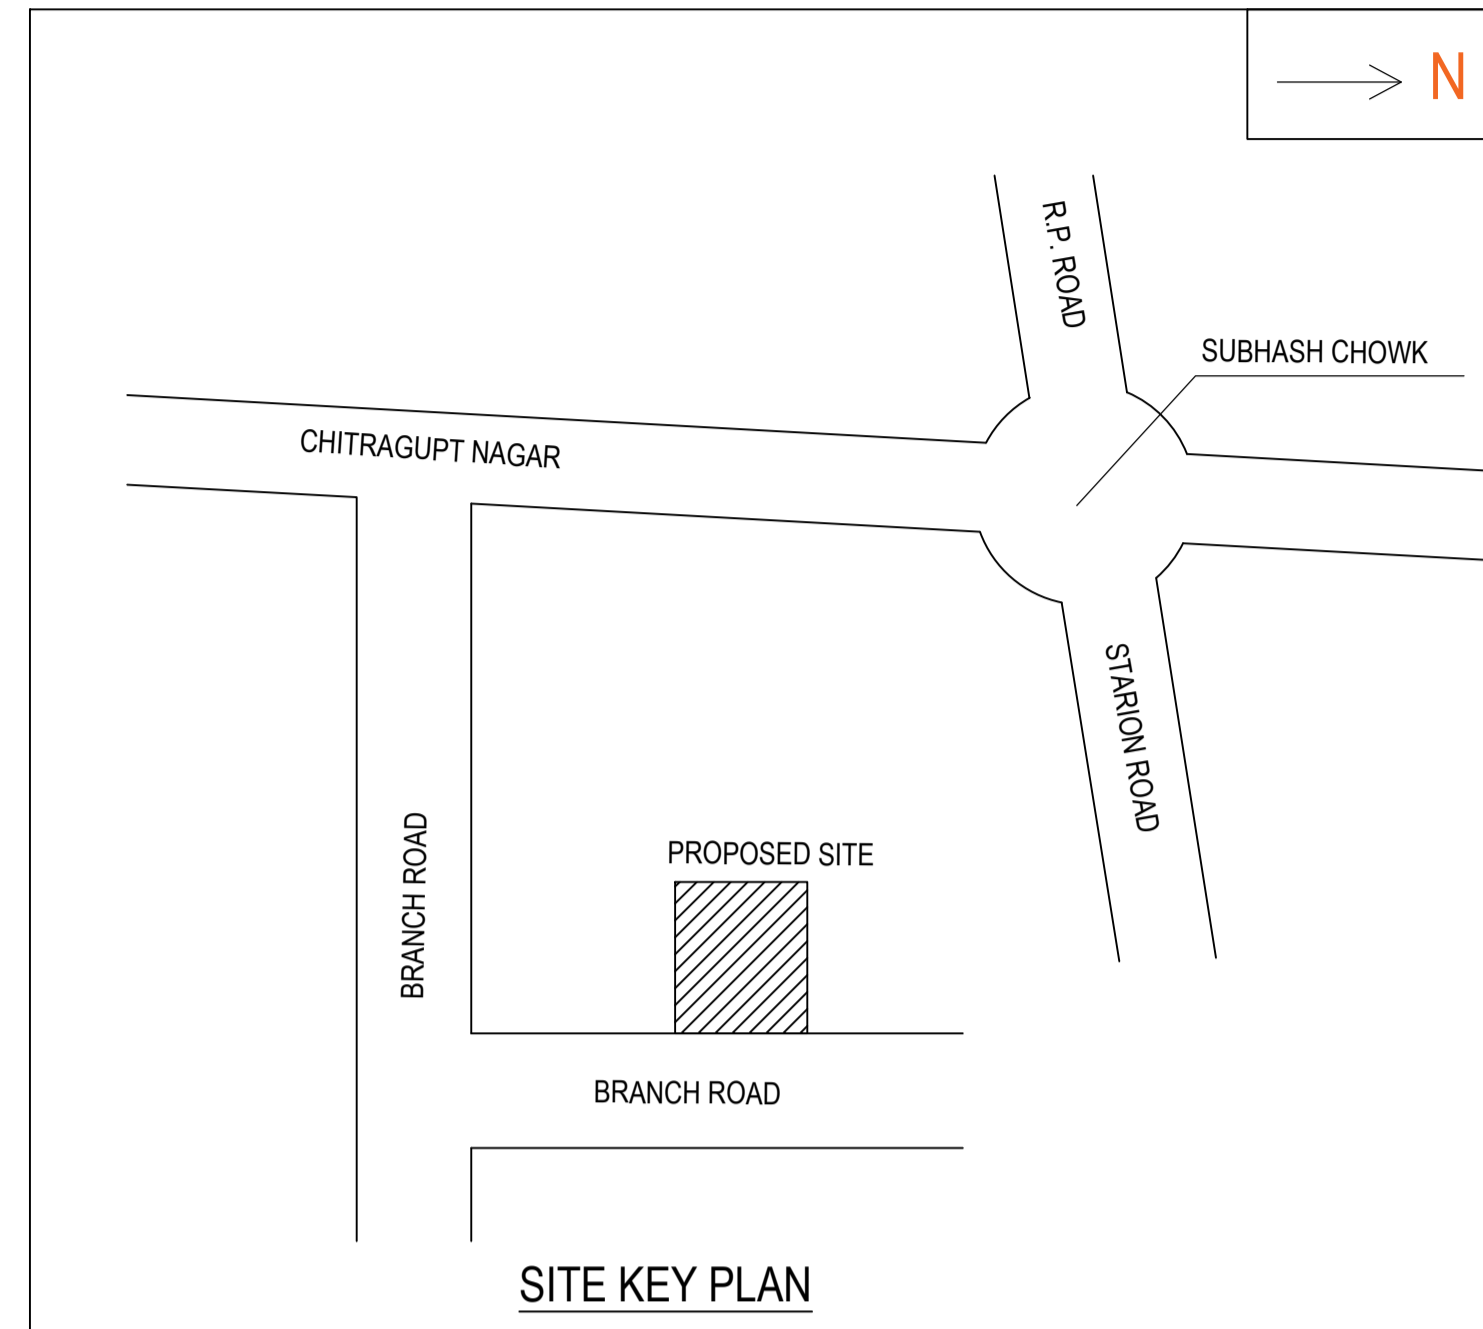 N
R.P. ROAD
SUBHASH CHOWK
CHITRAGUPT NAGAR
STARION ROAD
BRANCH ROAD
PROPOSED SITE
BRANCH ROAD
SITE KEY PLAN